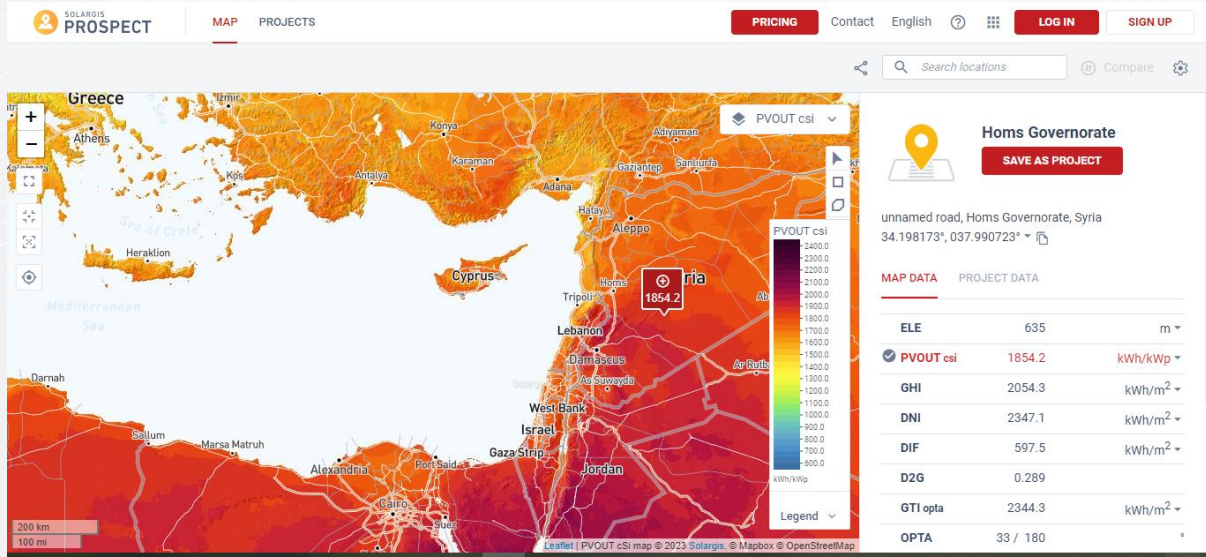 SOLARGIS
PROSPECT
MAP
PROJECTS
PRICING
Contact
English
LOG IN
SIGN UP
Search locations
Compare
+
−
Greece
Athens
Izmir
Kos
Heraklion
Sea of Crete
Mediterranean
Sea
Antalya
Konya
Karaman
Adana
Adıyaman
Gaziantep
Sanlıurfa
Hatay
Aleppo
Cyprus
Homs
Tripoli
Lebanon
Damascus
As Suwayda
Ar Rutb
West Bank
Israel
Gaza Strip
Jordan
Darnah
Sallum
Marsa Matruh
Alexandria
Port Said
Cairo
Suez
1854.2
PVOUT csi
PVOUT csi
2400.0
2300.0
2200.0
2100.0
2000.0
1900.0
1800.0
1700.0
1600.0
1500.0
1400.0
1300.0
1200.0
1100.0
1000.0
900.0
800.0
700.0
600.0
kWh/kWp
Legend
200 km
100 mi
Leaflet | PVOUT cSi map © 2023 Solargis, © Mapbox © OpenStreetMap
Homs Governorate
SAVE AS PROJECT
unnamed road, Homs Governorate, Syria
34.198173°, 037.990723°
MAP DATA
PROJECT DATA
ELE 635 m
PVOUT csi 1854.2 kWh/kWp
GHI 2054.3 kWh/m²
DNI 2347.1 kWh/m²
DIF 597.5 kWh/m²
D2G 0.289
GTI opta 2344.3 kWh/m²
OPTA 33 / 180 °